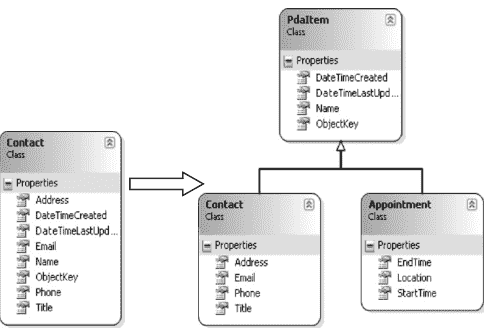 PdaItem
Class
Properties
DateTimeCreated
DateTimeLastUpd...
Name
ObjectKey
Contact
Class
Properties
Address
DateTimeCreated
DateTimeLastUpd...
Email
Name
ObjectKey
Phone
Title
Contact
Class
Properties
Address
Email
Phone
Title
Appointment
Class
Properties
EndTime
Location
StartTime